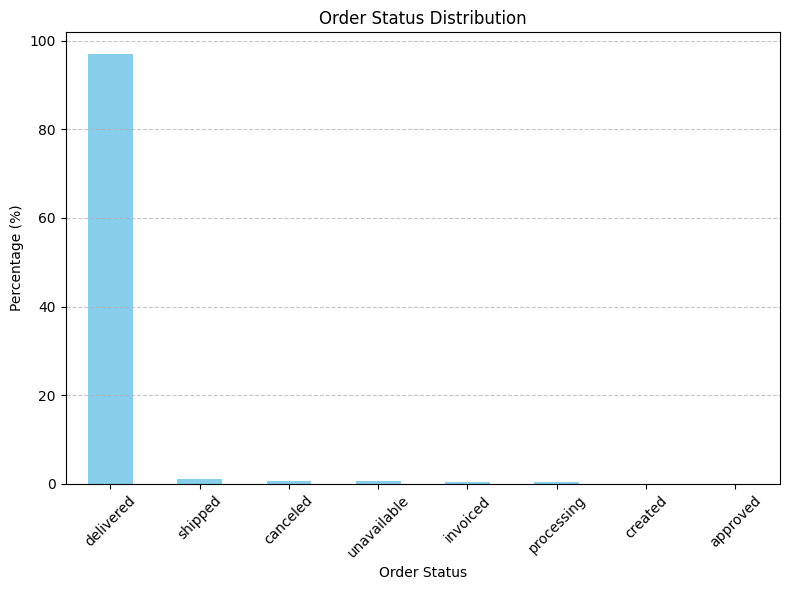 Order Status Distribution
Percentage (%)
100
80
60
40
20
0
delivered
shipped
canceled
unavailable
invoiced
processing
created
approved
Order Status